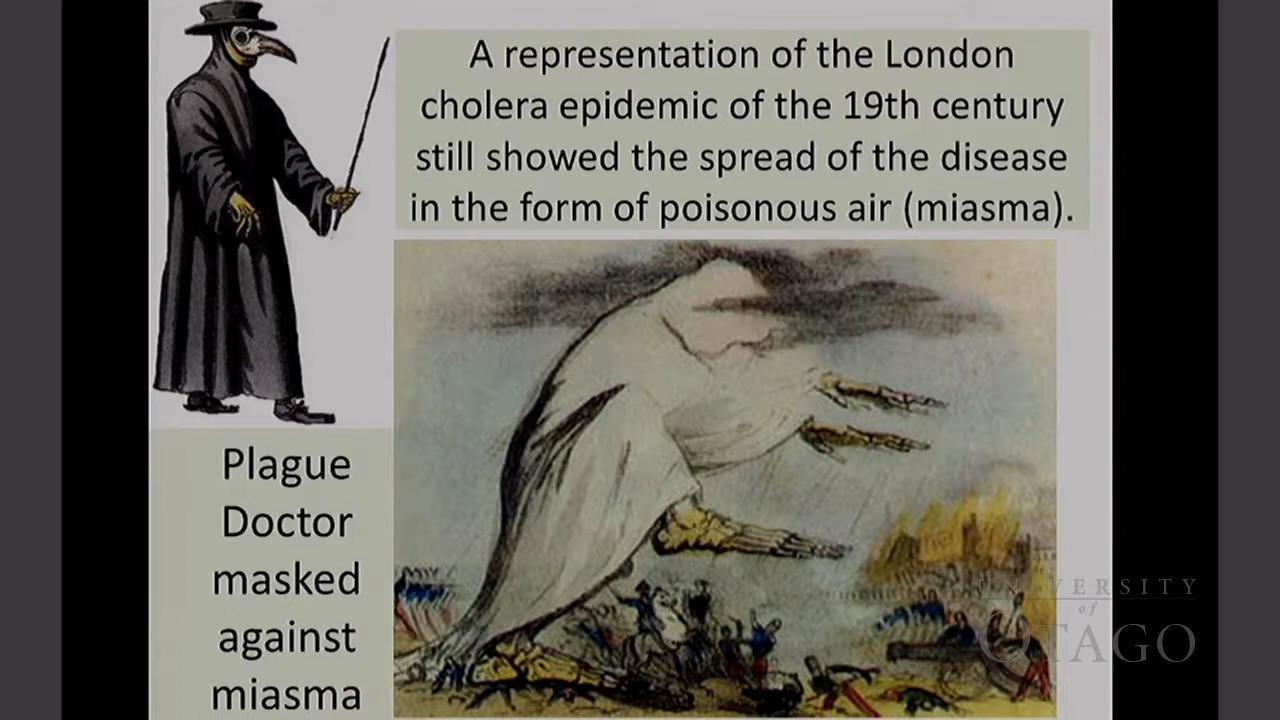 A representation of the London
cholera epidemic of the 19th century
still showed the spread of the disease
in the form of poisonous air (miasma).
Plague
Doctor
masked
against
miasma
UNIVERSITY
of
OTAGO